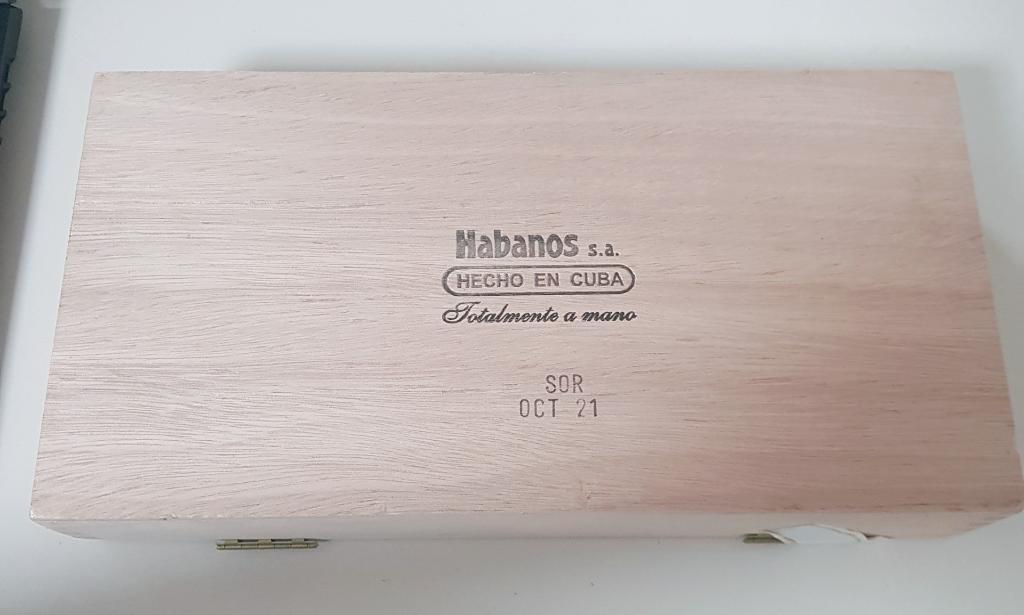 Habanos s.a.
HECHO EN CUBA
Totalmente a mano
SOR
OCT 21